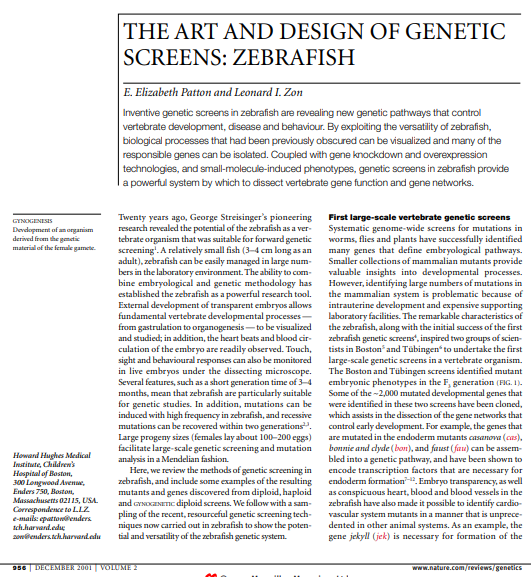 THE ART AND DESIGN OF GENETIC
SCREENS: ZEBRAFISH
E. Elizabeth Patton and Leonard I. Zon
Inventive genetic screens in zebrafish are revealing new genetic pathways that control
vertebrate development, disease and behaviour. By exploiting the versatility of zebrafish,
biological processes that had been previously obscured can be visualized and many of the
responsible genes can be isolated. Coupled with gene knockdown and overexpression
technologies, and small-molecule-induced phenotypes, genetic screens in zebrafish provide
a powerful system by which to dissect vertebrate gene function and gene networks.
GYNOGENESIS
Development of an organism
derived from the genetic
material of the female gamete.
Howard Hughes Medical
Institute, Children's
Hospital of Boston,
300 Longwood Avenue,
Enders 750, Boston,
Massachusetts 02115, USA.
Correspondence to L.I.Z.
e-mails: epatton@enders.
tch.harvard.edu;
zon@enders.tch.harvard.edu
Twenty years ago, George Streisinger's pioneering
research revealed the potential of the zebrafish as a ver-
tebrate organism that was suitable for forward genetic
screening1. A relatively small fish (3–4 cm long as an
adult), zebrafish can be easily managed in large num-
bers in the laboratory environment. The ability to com-
bine embryological and genetic methodology has
established the zebrafish as a powerful research tool.
External development of transparent embryos allows
fundamental vertebrate developmental processes —
from gastrulation to organogenesis — to be visualized
and studied; in addition, the heart beats and blood cir-
culation of the embryo are readily observed. Touch,
sight and behavioural responses can also be monitored
in live embryos under the dissecting microscope.
Several features, such as a short generation time of 3–4
months, mean that zebrafish are particularly suitable
for genetic studies. In addition, mutations can be
induced with high frequency in zebrafish, and recessive
mutations can be recovered within two generations2,3.
Large progeny sizes (females lay about 100–200 eggs)
facilitate large-scale genetic screening and mutation
analysis in a Mendelian fashion.
Here, we review the methods of genetic screening in
zebrafish, and include some examples of the resulting
mutants and genes discovered from diploid, haploid
and GYNOGENETIC diploid screens. We follow with a sam-
pling of the recent, resourceful genetic screening tech-
niques now carried out in zebrafish to show the poten-
tial and versatility of the zebrafish genetic system.
First large-scale vertebrate genetic screens
Systematic genome-wide screens for mutations in
worms, flies and plants have successfully identified
many genes that define embryological pathways.
Smaller collections of mammalian mutants provide
valuable insights into developmental processes.
However, identifying large numbers of mutations in
the mammalian system is problematic because of
intrauterine development and expensive supporting
laboratory facilities. The remarkable characteristics of
the zebrafish, along with the initial success of the first
zebrafish genetic screens4, inspired two groups of scien-
tists in Boston5 and Tübingen6 to undertake the first
large-scale genetic screens in a vertebrate organism.
The Boston and Tübingen screens identified mutant
embryonic phenotypes in the F3 generation (FIG. 1).
Some of the ~2,000 mutated developmental genes that
were identified in these two screens have been cloned,
which assists in the dissection of the gene networks that
control early development. For example, the genes that
are mutated in the endoderm mutants casanova (cas),
bonnie and clyde (bon), and faust (fau) can be assem-
bled into a genetic pathway, and have been shown to
encode transcription factors that are necessary for
endoderm formation7–12. Embryo transparency, as well
as conspicuous heart, blood and blood vessels in the
zebrafish have also made it possible to identify cardio-
vascular system mutants in a manner that is unprece-
dented in other animal systems. As an example, the
gene jekyll (jek) is necessary for formation of the
956 | DECEMBER 2001 | VOLUME 2
www.nature.com/reviews/genetics